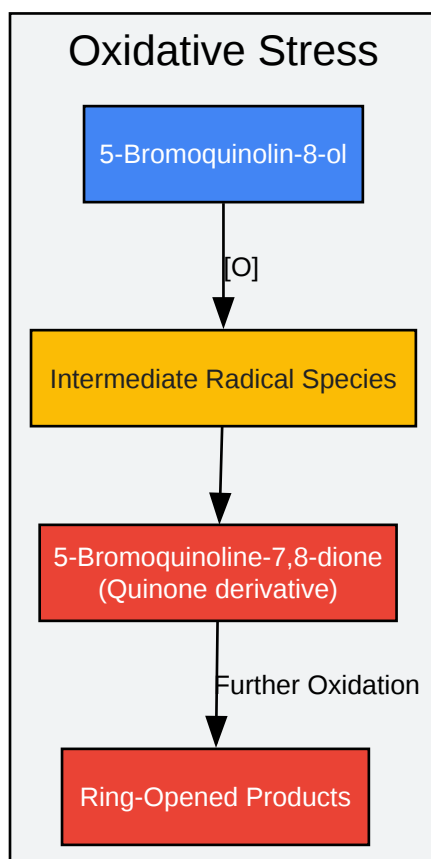 Oxidative Stress
5-Bromoquinolin-8-ol
[O]
Intermediate Radical Species
5-Bromoquinoline-7,8-dione
(Quinone derivative)
Further Oxidation
Ring-Opened Products